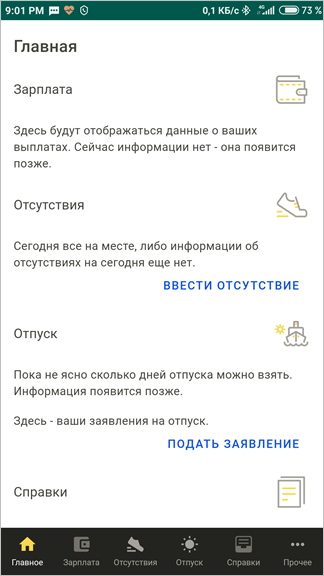 9:01 PM 0,1 КБ/с 4G 73 %
Главная
Зарплата
Здесь будут отображаться данные о ваших
выплатах. Сейчас информации нет - она появится
позже.
Отсутствия
Сегодня все на месте, либо информации об
отсутствиях на сегодня еще нет.
ВВЕСТИ ОТСУТСТВИЕ
Отпуск
Пока не ясно сколько дней отпуска можно взять.
Информация появится позже.
Здесь - ваши заявления на отпуск.
ПОДАТЬ ЗАЯВЛЕНИЕ
Справки
Главное Зарплата Отсутствия Отпуск Справки Прочее